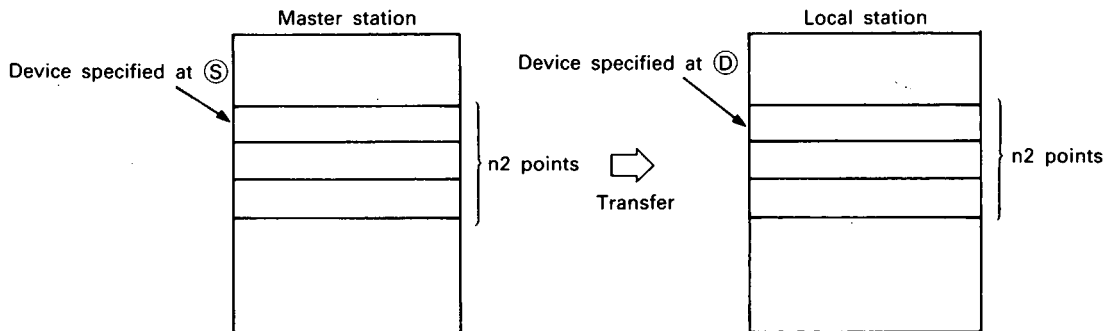 Master station
Local station
Device specified at Ⓢ
Device specified at Ⓓ
n2 points
Transfer
n2 points